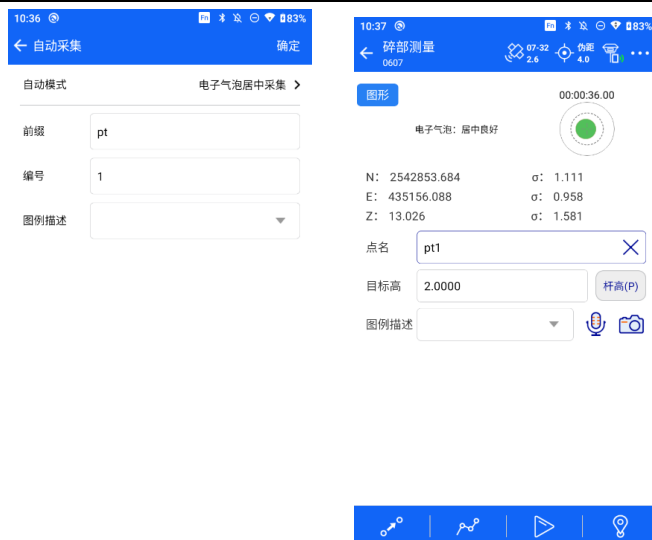 10:36
Fn
83%
自动采集
确定
自动模式
电子气泡居中采集
前缀
pt
编号
1
图例描述
10:37
Fn
83%
碎部测量
0607
07-32
2.6
伪距
4.0
图形
00:00:36.00
电子气泡：居中良好
N： 2542853.684 σ： 1.111
E： 435156.088 σ： 0.958
Z： 13.026 σ： 1.581
点名
pt1
目标高
2.0000
杆高(P)
图例描述